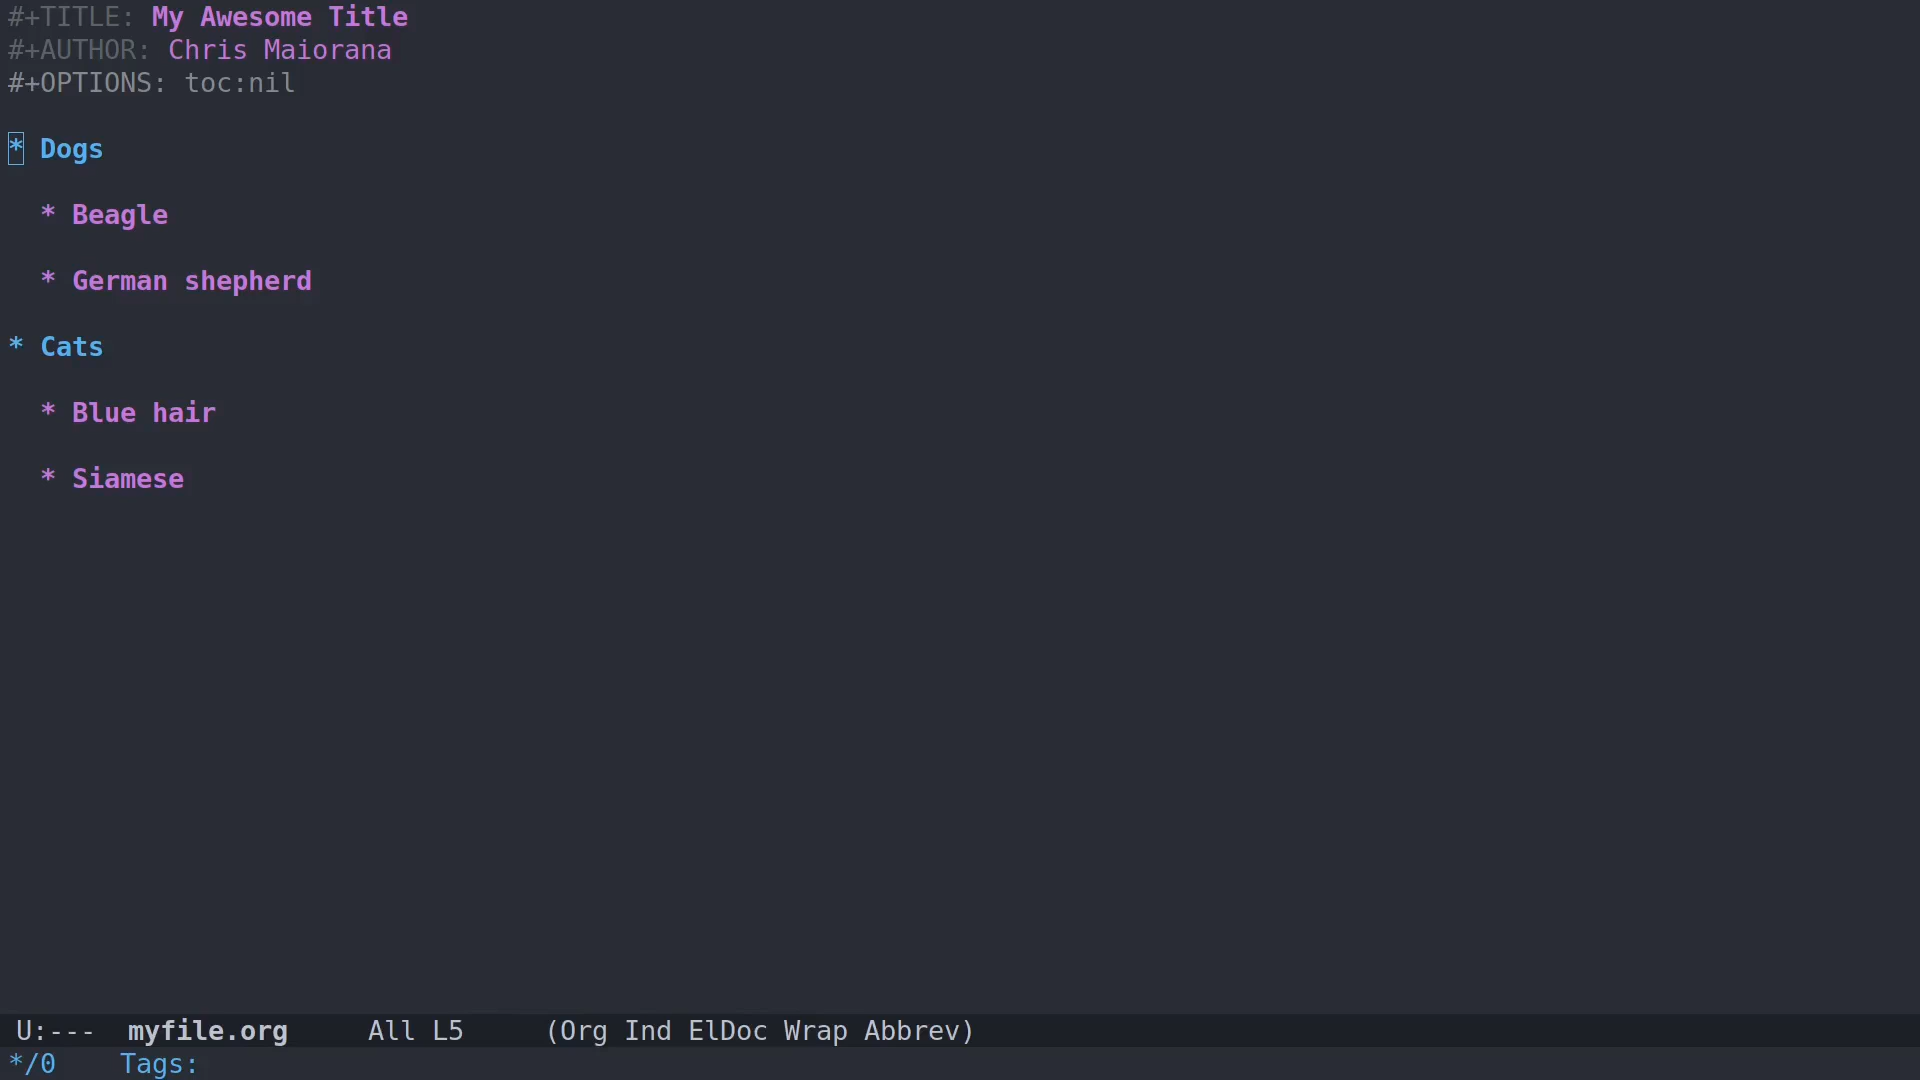 #+TITLE: My Awesome Title
#+AUTHOR: Chris Maiorana
#+OPTIONS: toc:nil
* Dogs
* Beagle
* German shepherd
* Cats
* Blue hair
* Siamese
U:--- myfile.org All L5 (Org Ind ElDoc Wrap Abbrev)
*/0 Tags: